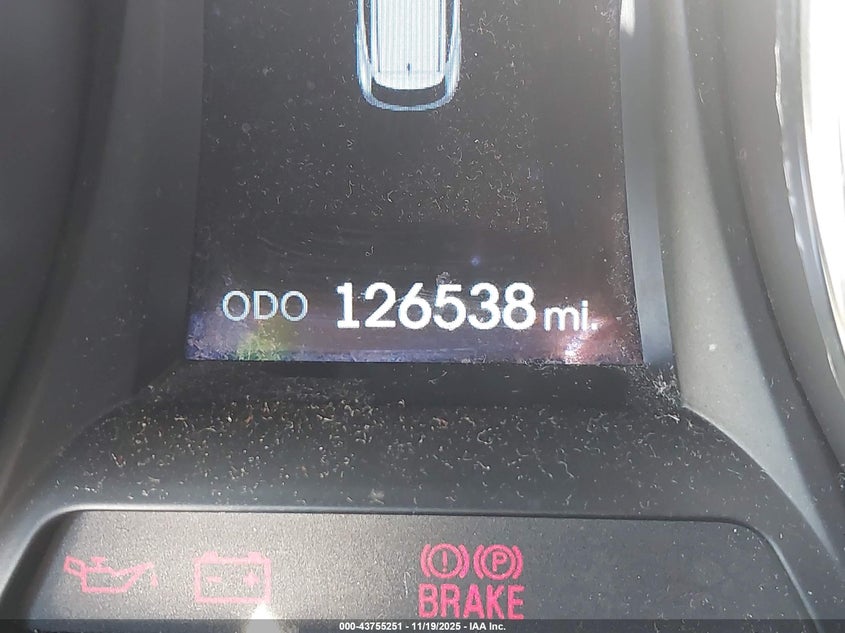 ODO 126538 mi.
(!) (P)
BRAKE
000-43755251 - 11/19/2025 - IAA Inc.